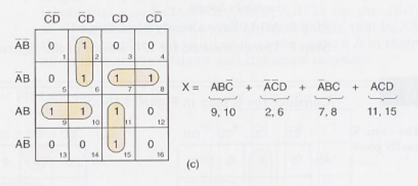 C̄D̄ C̄D CD CD̄
ĀB̄ 0 1 0 0
1 2 3 4
ĀB 0 1 1 1
5 6 7 8
X = ABC̄ + ĀC̄D + ĀBC + ACD
AB 1 1 1 0
9, 10 2, 6 7, 8 11, 15
9 10 11 12
AB̄ 0 0 1 0
13 14 15 16
(c)